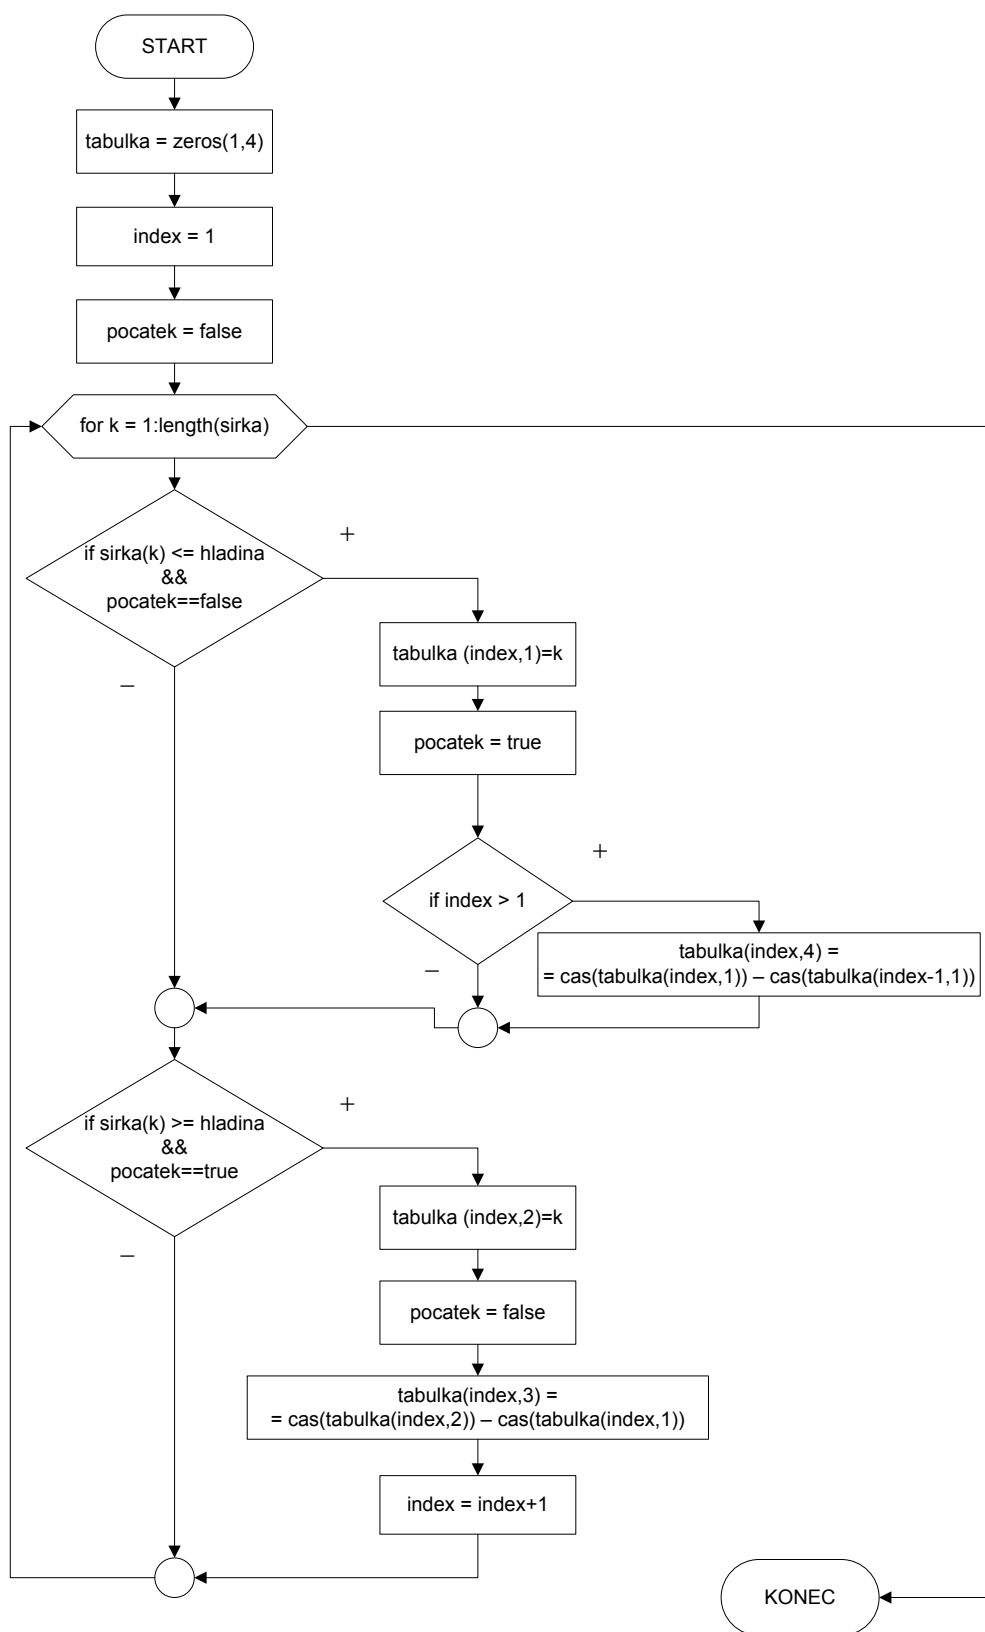 START
tabulka = zeros(1,4)
index = 1
pocatek = false
for k = 1:length(sirka)
if sirka(k) <= hladina
&&
pocatek==false
+
–
tabulka (index,1)=k
pocatek = true
if index > 1
+
–
tabulka(index,4) =
= cas(tabulka(index,1)) – cas(tabulka(index-1,1))
if sirka(k) >= hladina
&&
pocatek==true
+
–
tabulka (index,2)=k
pocatek = false
tabulka(index,3) =
= cas(tabulka(index,2)) – cas(tabulka(index,1))
index = index+1
KONEC